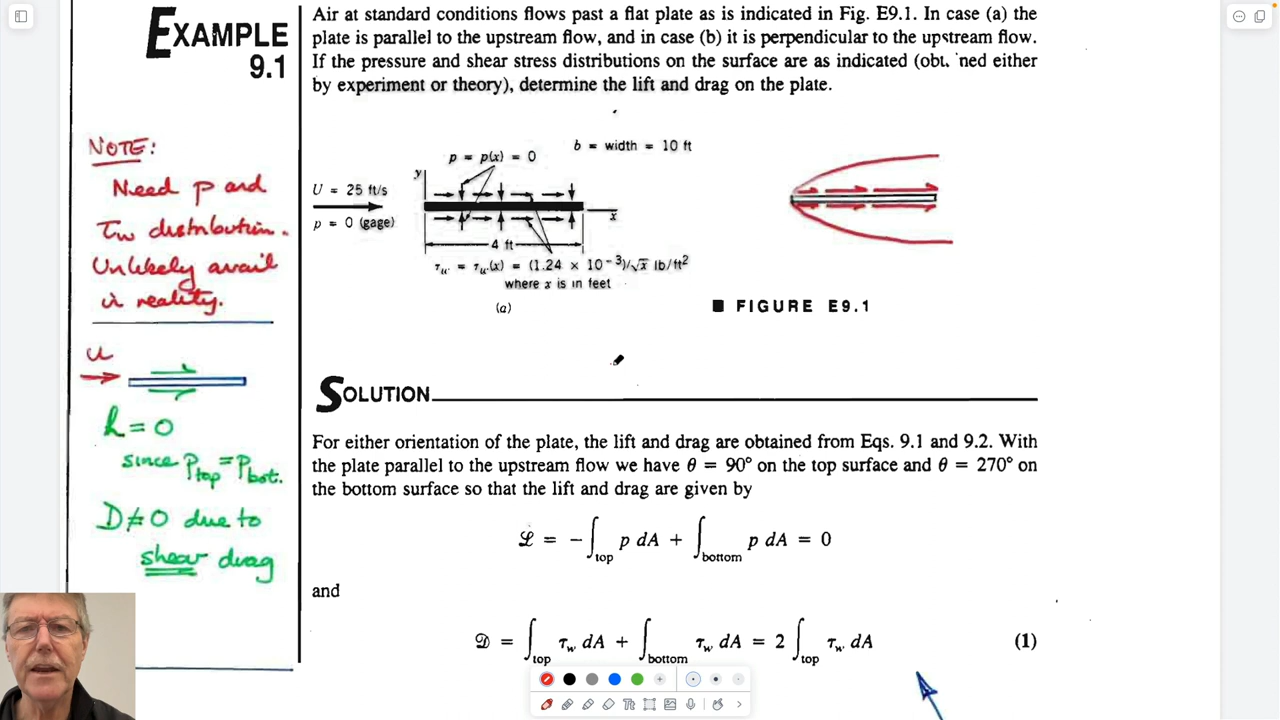 EXAMPLE
9.1
Air at standard conditions flows past a flat plate as is indicated in Fig. E9.1. In case (a) the
plate is parallel to the upstream flow, and in case (b) it is perpendicular to the upstream flow.
If the pressure and shear stress distributions on the surface are as indicated (obt ned either
by experiment or theory), determine the lift and drag on the plate.
NOTE:
Need p and
τw distribution.
Unlikely avail
in reality.
U
L = 0
since Ptop = Pbot.
D ≠ 0 due to
shear drag
p = p(x) = 0
b = width = 10 ft
y
U = 25 ft/s
p = 0 (gage)
x
4 ft
τw = τw(x) = (1.24 × 10⁻³)/√x lb/ft²
where x is in feet
(a)
■ FIGURE E9.1
SOLUTION
For either orientation of the plate, the lift and drag are obtained from Eqs. 9.1 and 9.2. With
the plate parallel to the upstream flow we have θ = 90° on the top surface and θ = 270° on
the bottom surface so that the lift and drag are given by
ℒ = −∫top p dA + ∫bottom p dA = 0
and
𝒟 = ∫top τw dA + ∫bottom τw dA = 2 ∫top τw dA (1)